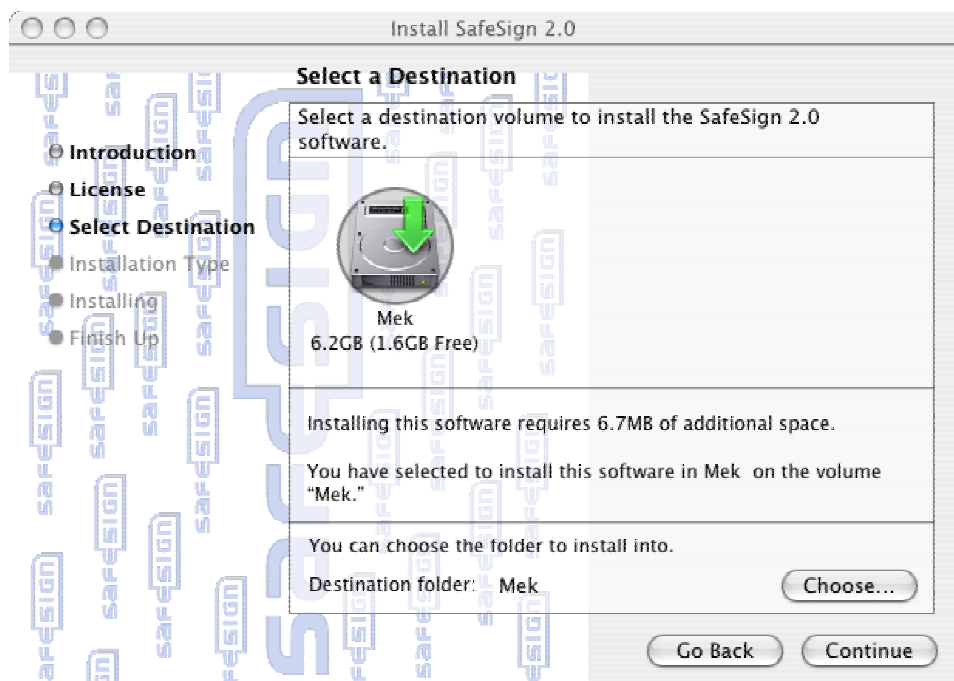 Install SafeSign 2.0
Select a Destination
Introduction
License
Select Destination
Installation Type
Installing
Finish Up
Select a destination volume to install the SafeSign 2.0
software.
Mek
6.2GB (1.6GB Free)
Installing this software requires 6.7MB of additional space.
You have selected to install this software in Mek on the volume
“Mek.”
You can choose the folder to install into.
Destination folder: Mek
Choose...
Go Back
Continue
safesign